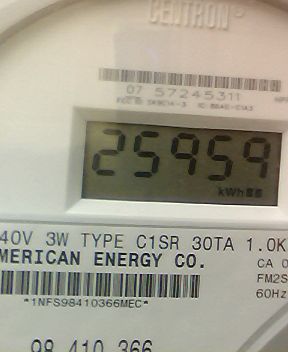 CENTRON®
07 57245311
25959
kWh
40V 3W TYPE C1SR 30TA 1.0K
MERICAN ENERGY CO.
CA 0
FM2S
60Hz
*1NFS98410366MEC*
98 410 366